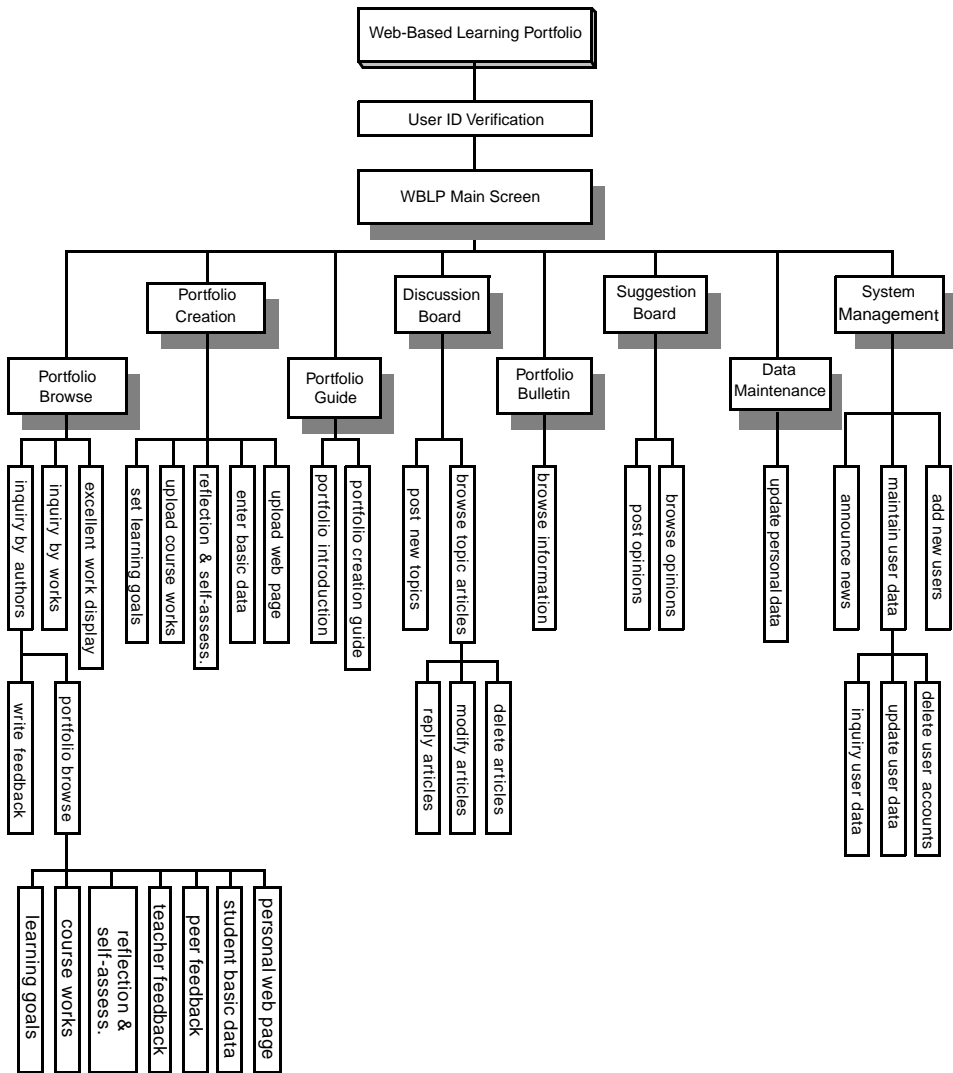 Web-Based Learning Portfolio
User ID Verification
WBLP Main Screen
Portfolio
Creation
Discussion
Board
Suggestion
Board
System
Management
Portfolio
Browse
Portfolio
Guide
Portfolio
Bulletin
Data
Maintenance
inquiry by authors
inquiry by works
excellent work display
set learning goals
upload course works
reflection & self-assess.
enter basic data
upload web page
portfolio introduction
portfolio creation guide
post new topics
browse topic articles
browse information
post opinions
browse opinions
update personal data
announce news
maintain user data
add new users
write feedback
portfolio browse
reply articles
modify articles
delete articles
inquiry user data
update user data
delete user accounts
learning goals
course works
reflection &
self-assess.
teacher feedback
peer feedback
student basic data
personal web page